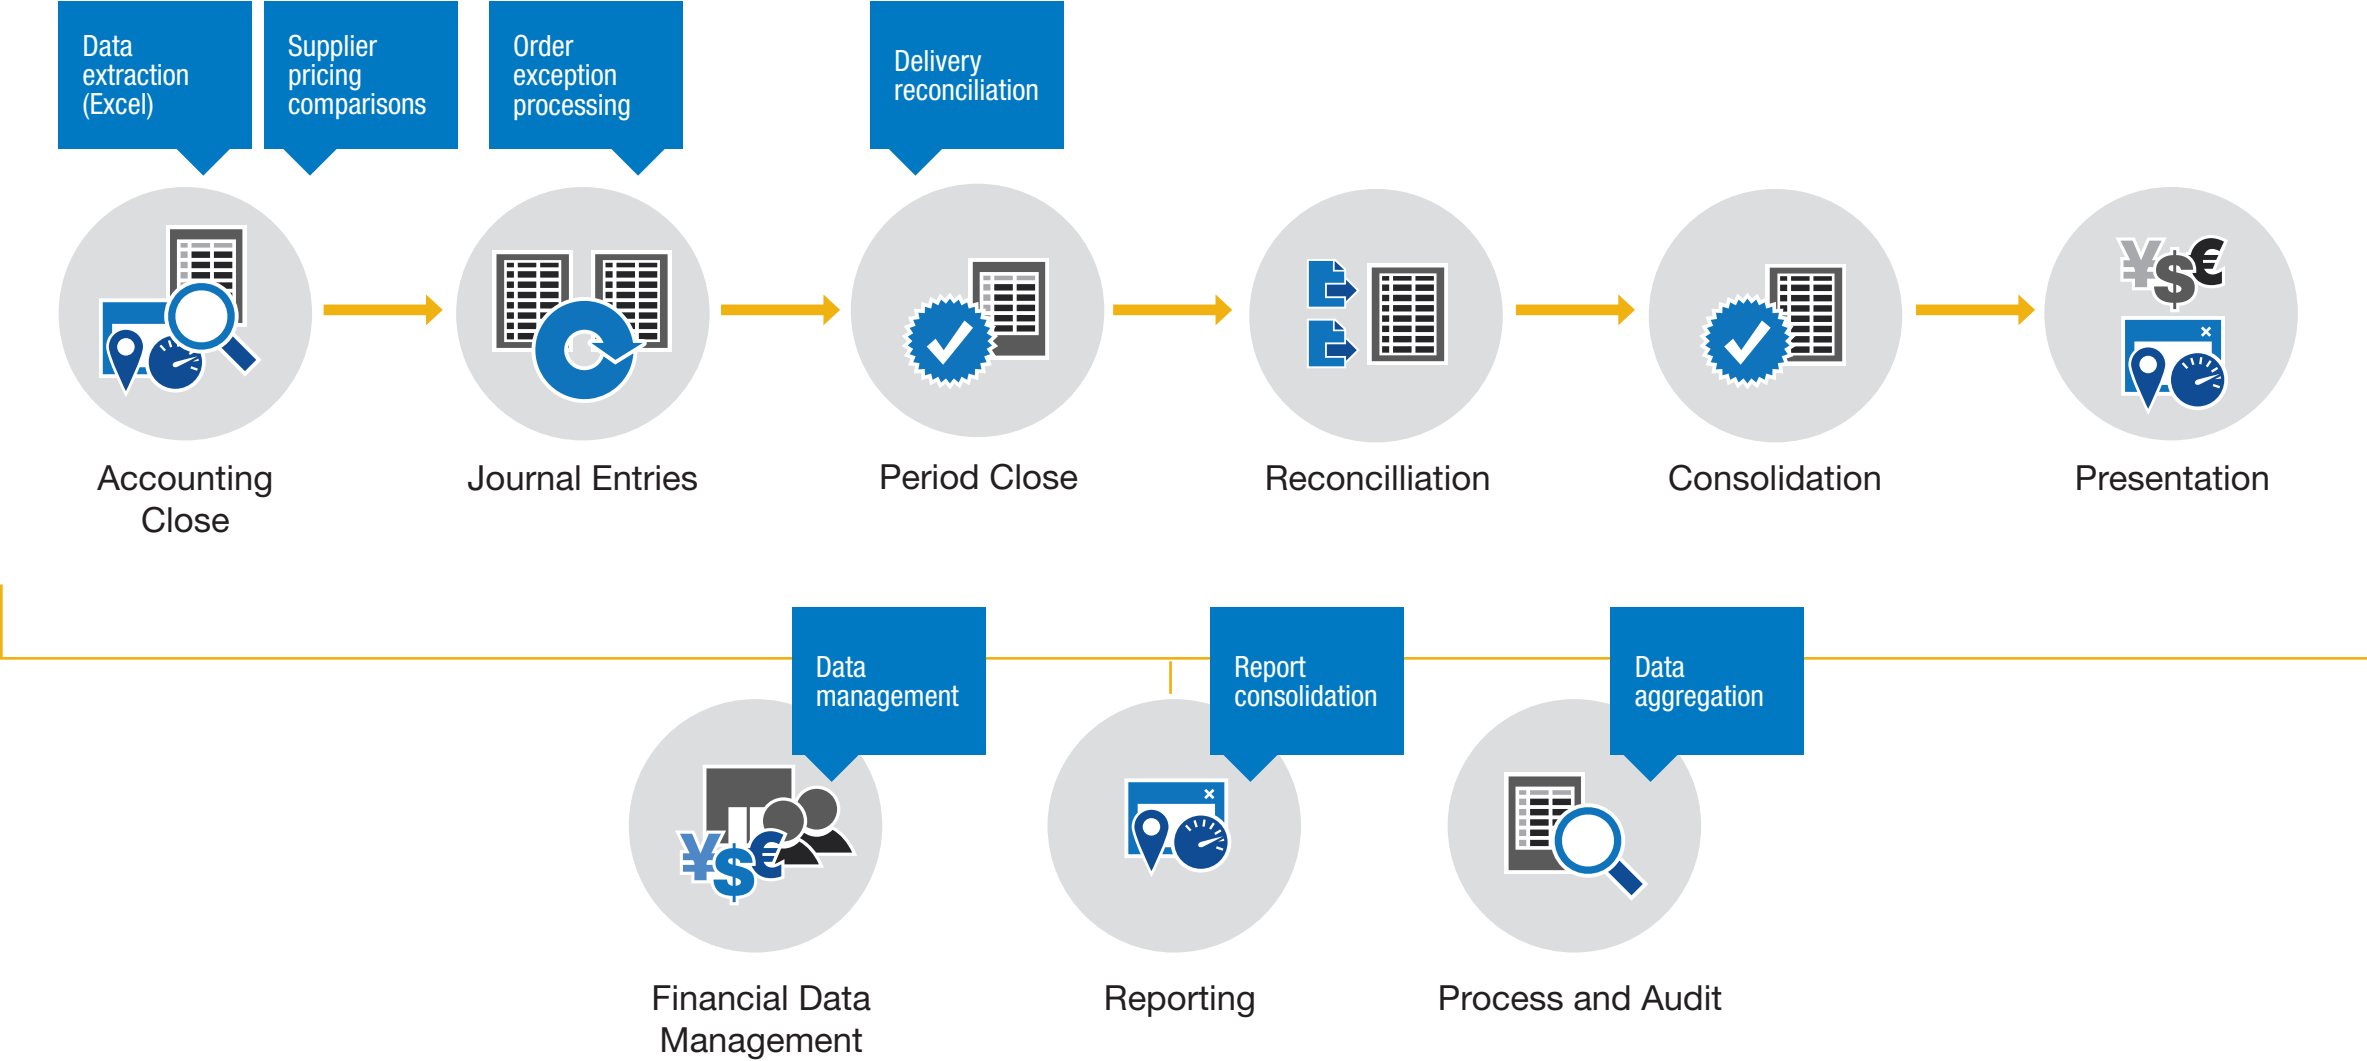 Data
extraction
(Excel)
Supplier
pricing
comparisons
Order
exception
processing
Delivery
reconciliation
¥$€
Accounting
Close
Journal Entries
Period Close
Reconcilliation
Consolidation
Presentation
Data
management
Report
consolidation
Data
aggregation
¥$€
Financial Data
Management
Reporting
Process and Audit